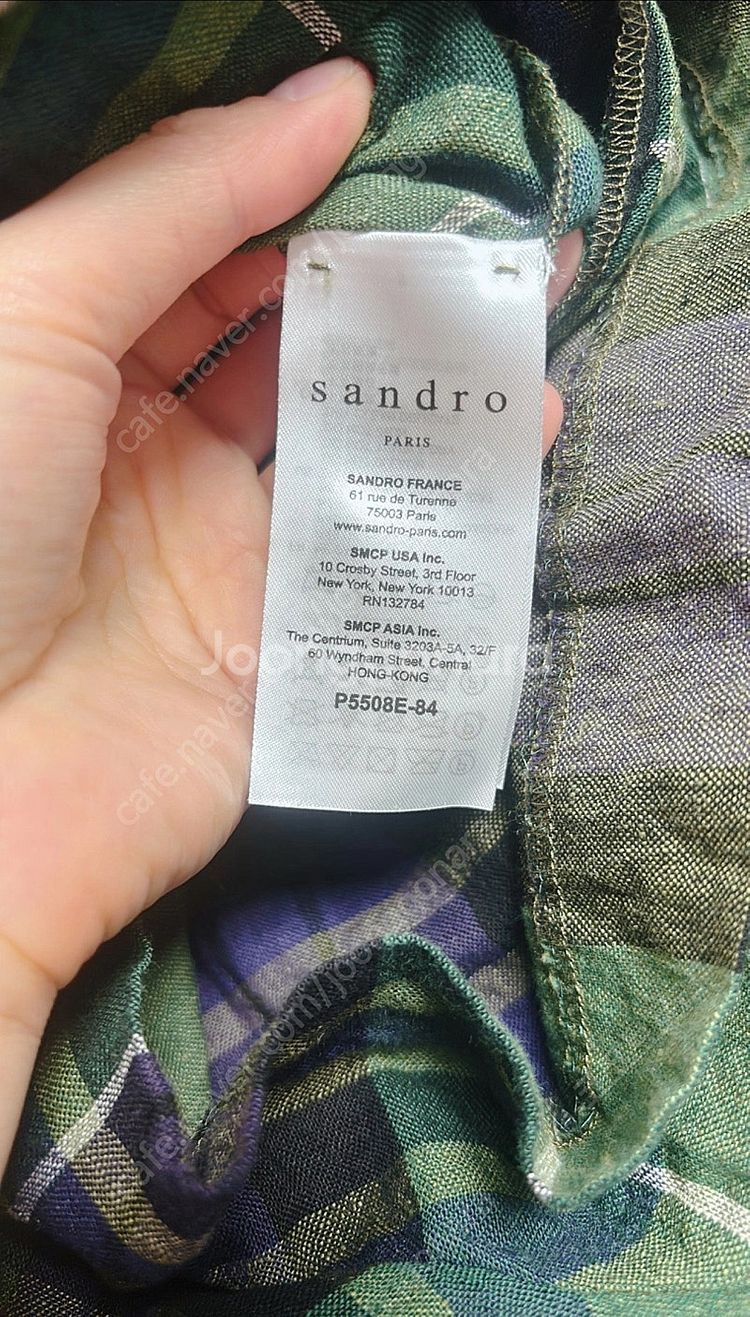 sandro
PARIS
SANDRO FRANCE
61 rue de Turenne
75003 Paris
www.sandro-paris.com
SMCP USA Inc.
10 Crosby Street, 3rd Floor
New York, New York 10013
RN132784
SMCP ASIA Inc.
The Centrium, Suite 3203A-5A, 32/F
60 Wyndham Street, Central
HONG-KONG
P5508E-84
cafe.naver.com
cafe.naver